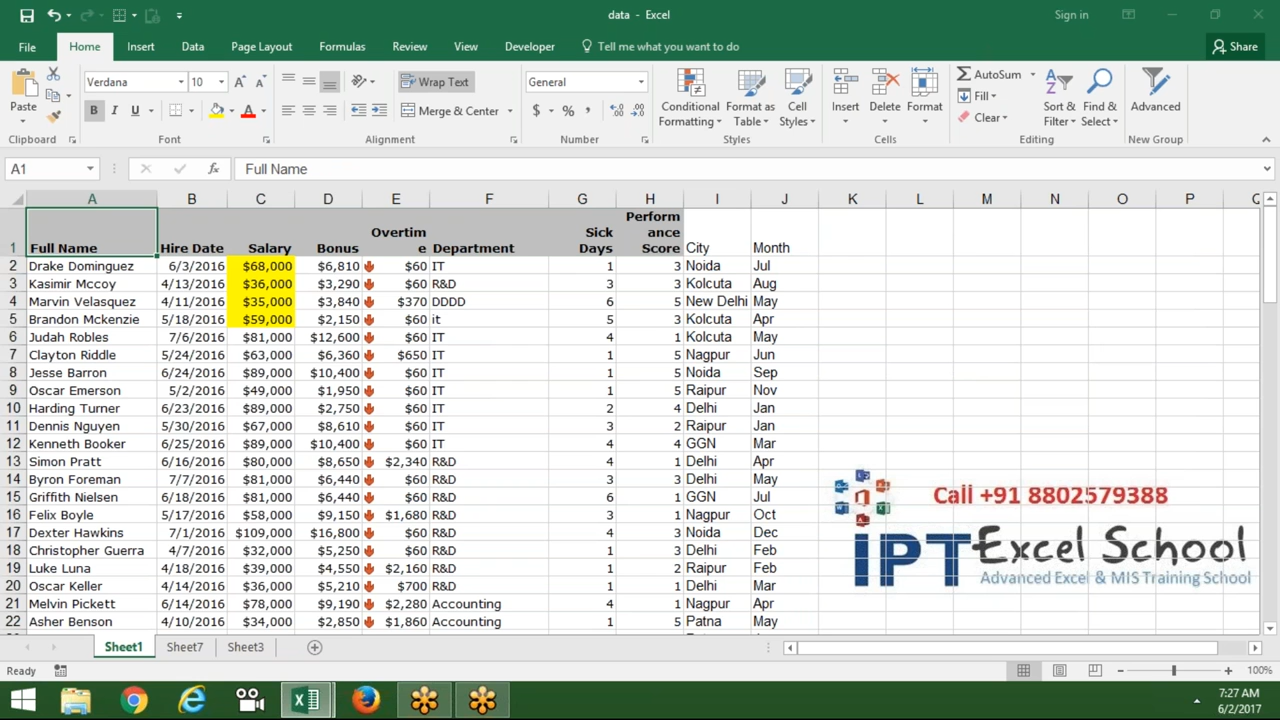 data - Excel
Sign in
File Home Insert Data Page Layout Formulas Review View Developer Tell me what you want to do Share
Paste
Verdana 10
B I U
Wrap Text
Merge & Center
General
$ % ,
Conditional Formatting
Format as Table
Cell Styles
Insert
Delete
Format
AutoSum
Fill
Clear
Sort & Filter
Find & Select
Advanced
Clipboard Font Alignment Number Styles Cells Editing New Group
A1 fx Full Name
A B C D E F G H I J K L M N O P Q
1 Full Name Hire Date Salary Bonus Overtime Department Sick Days Performance Score City Month
2 Drake Dominguez 6/3/2016 $68,000 $6,810 $60 IT 1 3 Noida Jul
3 Kasimir Mccoy 4/13/2016 $36,000 $3,290 $60 R&D 3 3 Kolcuta Aug
4 Marvin Velasquez 4/11/2016 $35,000 $3,840 $370 DDDD 6 5 New Delhi May
5 Brandon Mckenzie 5/18/2016 $59,000 $2,150 $60 it 5 3 Kolcuta Apr
6 Judah Robles 7/6/2016 $81,000 $12,600 $60 IT 4 1 Kolcuta May
7 Clayton Riddle 5/24/2016 $63,000 $6,360 $650 IT 1 5 Nagpur Jun
8 Jesse Barron 6/24/2016 $89,000 $10,400 $60 IT 1 5 Noida Sep
9 Oscar Emerson 5/2/2016 $49,000 $1,950 $60 IT 1 5 Raipur Nov
10 Harding Turner 6/23/2016 $89,000 $2,750 $60 IT 2 4 Delhi Jan
11 Dennis Nguyen 5/30/2016 $67,000 $8,610 $60 IT 3 2 Raipur Jan
12 Kenneth Booker 6/25/2016 $89,000 $10,400 $60 IT 4 4 GGN Mar
13 Simon Pratt 6/16/2016 $80,000 $8,650 $2,340 R&D 4 1 Delhi Apr
14 Byron Foreman 7/7/2016 $81,000 $6,440 $60 R&D 3 3 Delhi May
15 Griffith Nielsen 6/18/2016 $81,000 $6,440 $60 R&D 6 1 GGN Jul
16 Felix Boyle 5/17/2016 $58,000 $9,150 $1,680 R&D 3 1 Nagpur Oct
17 Dexter Hawkins 7/1/2016 $109,000 $16,800 $60 R&D 4 3 Noida Dec
18 Christopher Guerra 4/7/2016 $32,000 $5,250 $60 R&D 1 3 Delhi Feb
19 Luke Luna 4/18/2016 $39,000 $4,550 $2,160 R&D 1 2 Raipur Feb
20 Oscar Keller 4/14/2016 $36,000 $5,210 $700 R&D 1 1 Delhi Mar
21 Melvin Pickett 6/14/2016 $78,000 $9,190 $2,280 Accounting 4 1 Nagpur Apr
22 Asher Benson 4/10/2016 $34,000 $2,850 $1,860 Accounting 1 5 Patna May
Call +91 8802579388
IPT Excel School
Advanced Excel & MIS Training School
Sheet1 Sheet7 Sheet3
Ready 100%
7:27 AM
6/2/2017